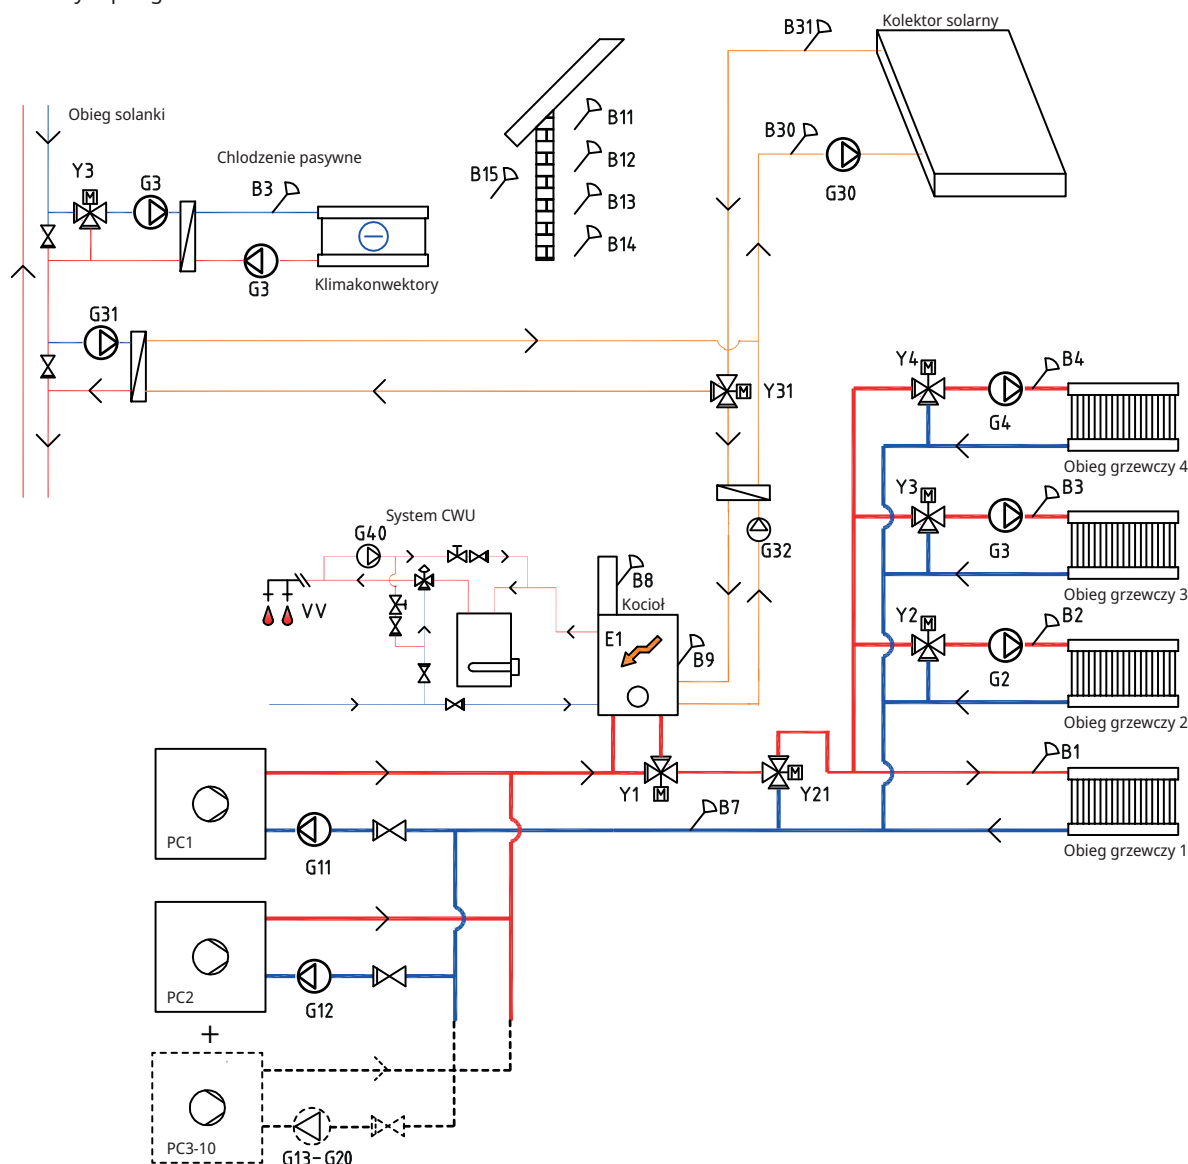 Kolektor solarny
B31
Obieg solanki
B11
B30
Chlodzenie pasywne
B12
Y3
G3
B3
B15
G30
B13
B14
G3
Klimakonwektory
G31
Y4
B4
Y31
G4
Obieg grzewczy 4
Y3
B3
System CWU
G40
G32
G3
B8
Kocioł
Obieg grzewczy 3
VV
Y2
B2
E1
B9
G2
Obieg grzewczy 2
B1
Y1
Y21
B7
PC1
G11
Obieg grzewczy 1
PC2
G12
+
PC3-10
G13-G20